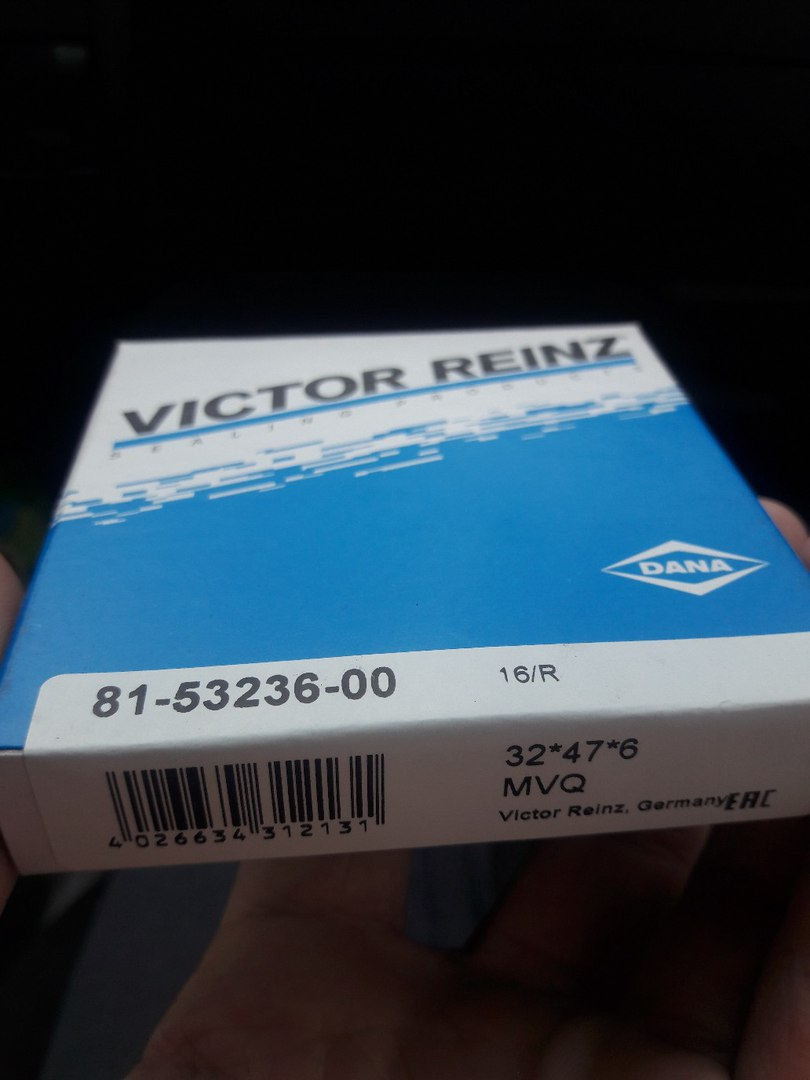 VICTOR REINZ
SEALING PRODUCTS
DANA
81-53236-00
16/R
32*47*6
MVQ
Victor Reinz, Germany EAC
4 026634 312131